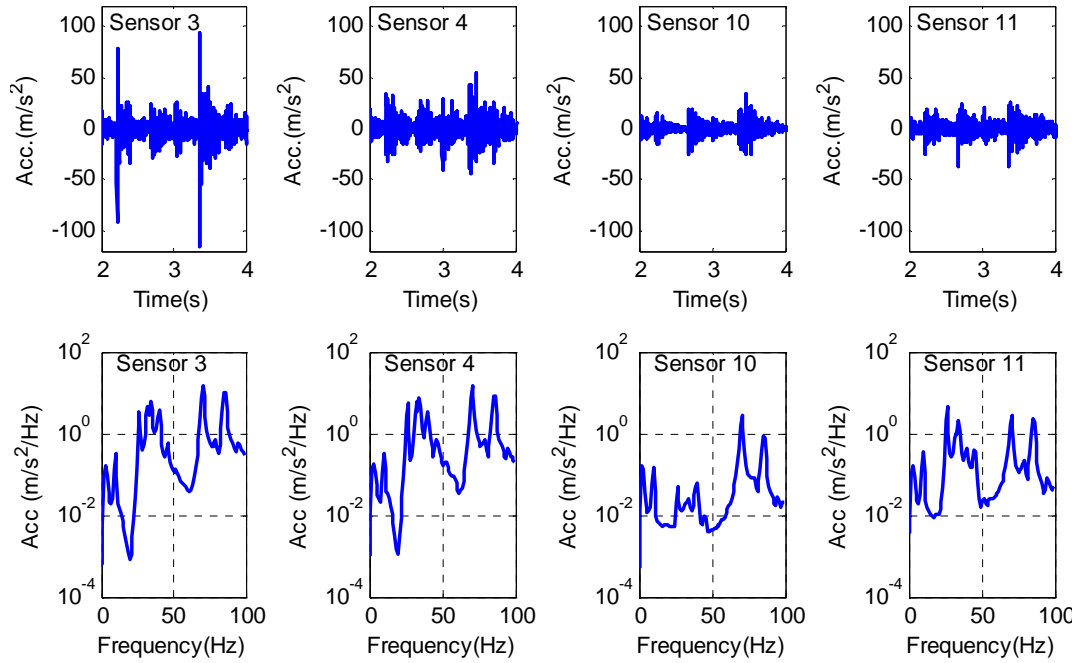 Sensor 3
Acc.(m/s²)
100
50
0
-50
-100
2 3 4
Time(s)
Sensor 4
Acc.(m/s²)
100
50
0
-50
-100
2 3 4
Time(s)
Sensor 10
Acc.(m/s²)
100
50
0
-50
-100
2 3 4
Time(s)
Sensor 11
Acc.(m/s²)
100
50
0
-50
-100
2 3 4
Time(s)
Sensor 3
Acc (m/s²/Hz)
10²
10⁰
10⁻²
10⁻⁴
0 50 100
Frequency(Hz)
Sensor 4
Acc (m/s²/Hz)
10²
10⁰
10⁻²
10⁻⁴
0 50 100
Frequency(Hz)
Sensor 10
Acc (m/s²/Hz)
10²
10⁰
10⁻²
10⁻⁴
0 50 100
Frequency(Hz)
Sensor 11
Acc (m/s²/Hz)
10²
10⁰
10⁻²
10⁻⁴
0 50 100
Frequency(Hz)